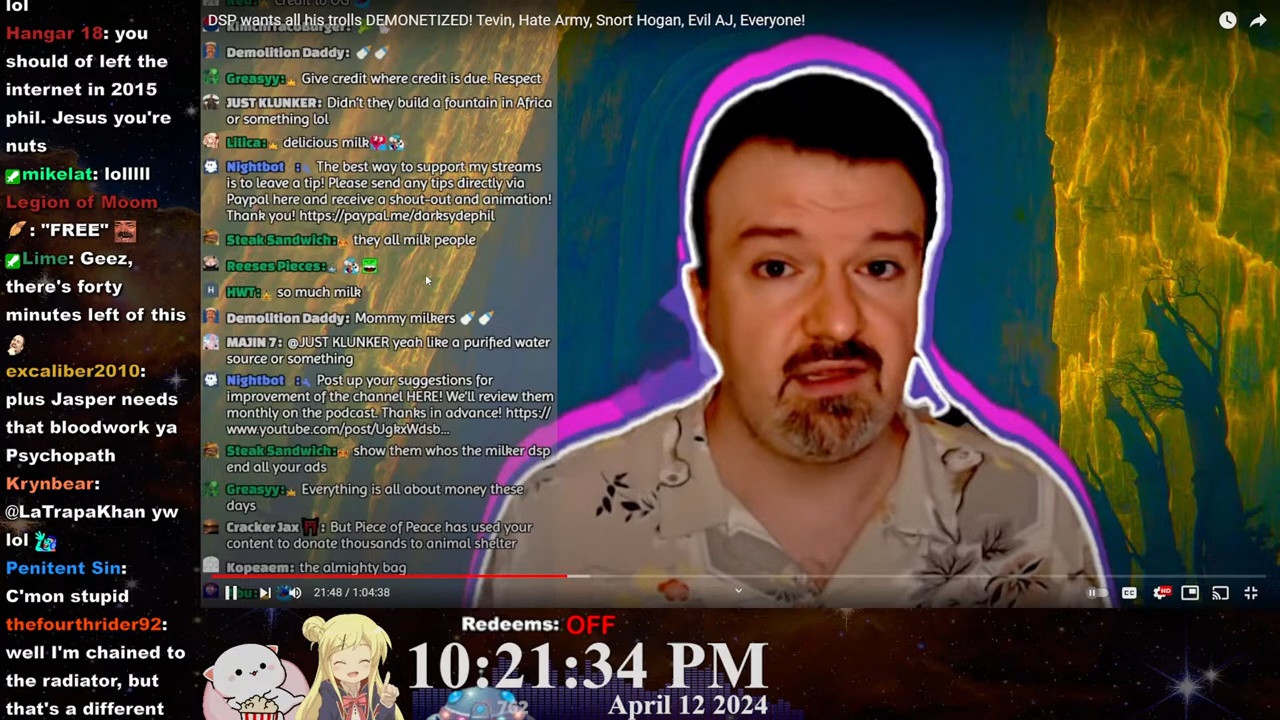 lol
Hangar 18: you
should of left the
internet in 2015
phil. Jesus you're
nuts
mikelat: lolllll
Legion of Moom
: "FREE"
Lime: Geez,
there's forty
minutes left of this
excaliber2010:
plus Jasper needs
that bloodwork ya
Psychopath
Krynbear:
@LaTrapaKhan yw
lol
Penitent Sin:
C'mon stupid
thefourthrider92:
well I'm chained to
the radiator, but
that's a different
DSP wants all his trolls DEMONETIZED! Tevin, Hate Army, Snort Hogan, Evil AJ, Everyone!
Credit to OG
KimchiTacoBurger:
Demolition Daddy:
Greasyy: Give credit where credit is due. Respect
JUST KLUNKER: Didn't they build a fountain in Africa
or something lol
Lilica: delicious milk
Nightbot : The best way to support my streams
is to leave a tip! Please send any tips directly via
Paypal here and receive a shout-out and animation!
Thank you! https://paypal.me/darksydephil
Steak Sandwich: they all milk people
Reeses Pieces:
HWT: so much milk
Demolition Daddy: Mommy milkers
MAJIN 7: @JUST KLUNKER yeah like a purified water
source or something
Nightbot : Post up your suggestions for
improvement of the channel HERE! We'll review them
monthly on the podcast. Thanks in advance! https://
www.youtube.com/post/UgkxWdsb...
Steak Sandwich: show them whos the milker dsp
end all your ads
Greasyy: Everything is all about money these
days
CrackerJax : But Piece of Peace has used your
content to donate thousands to animal shelter
Kopeaem: the almighty bag
21:48 / 1:04:38
CC
HD
Redeems: OFF
10:21:34 PM
762
April 12 2024